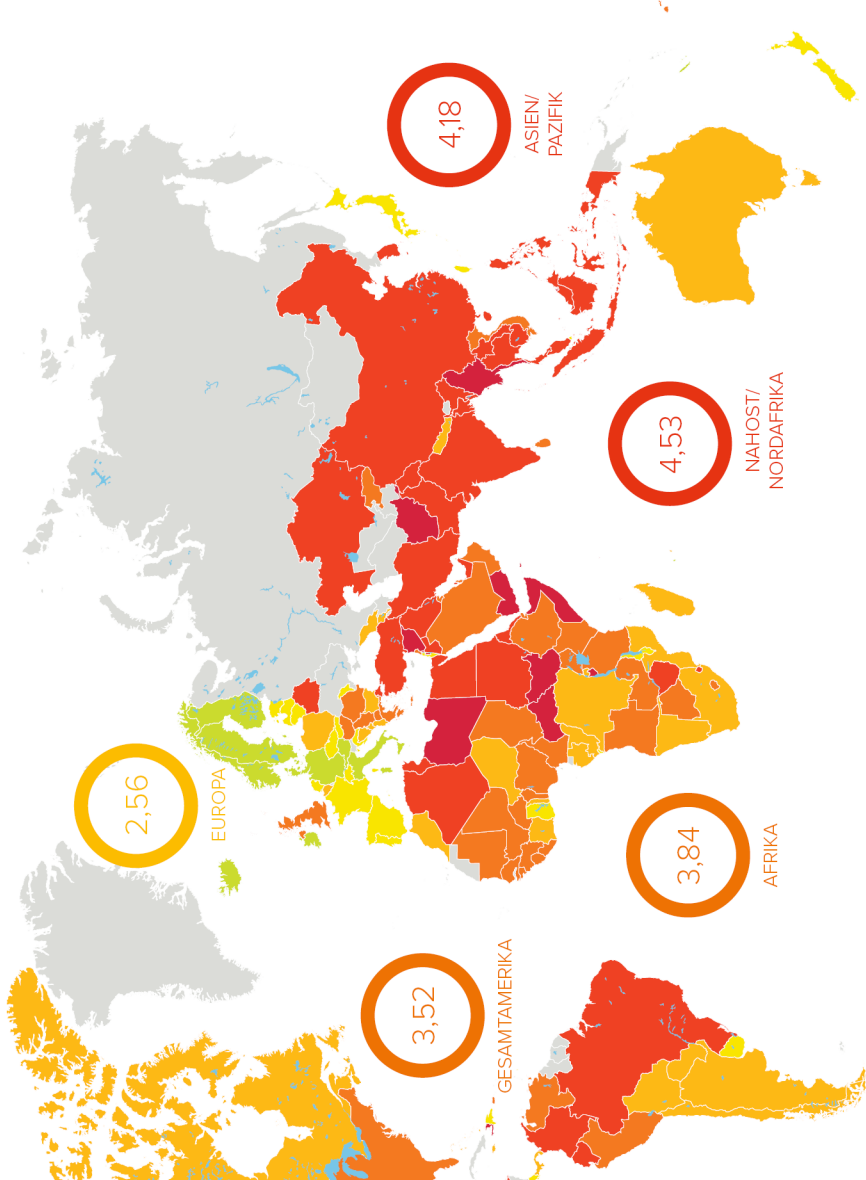 2,56
EUROPA
4,18
ASIEN/
PAZIFIK
3,52
GESAMTAMERIKA
4,53
NAHOST/
NORDAFRIKA
3,84
AFRIKA